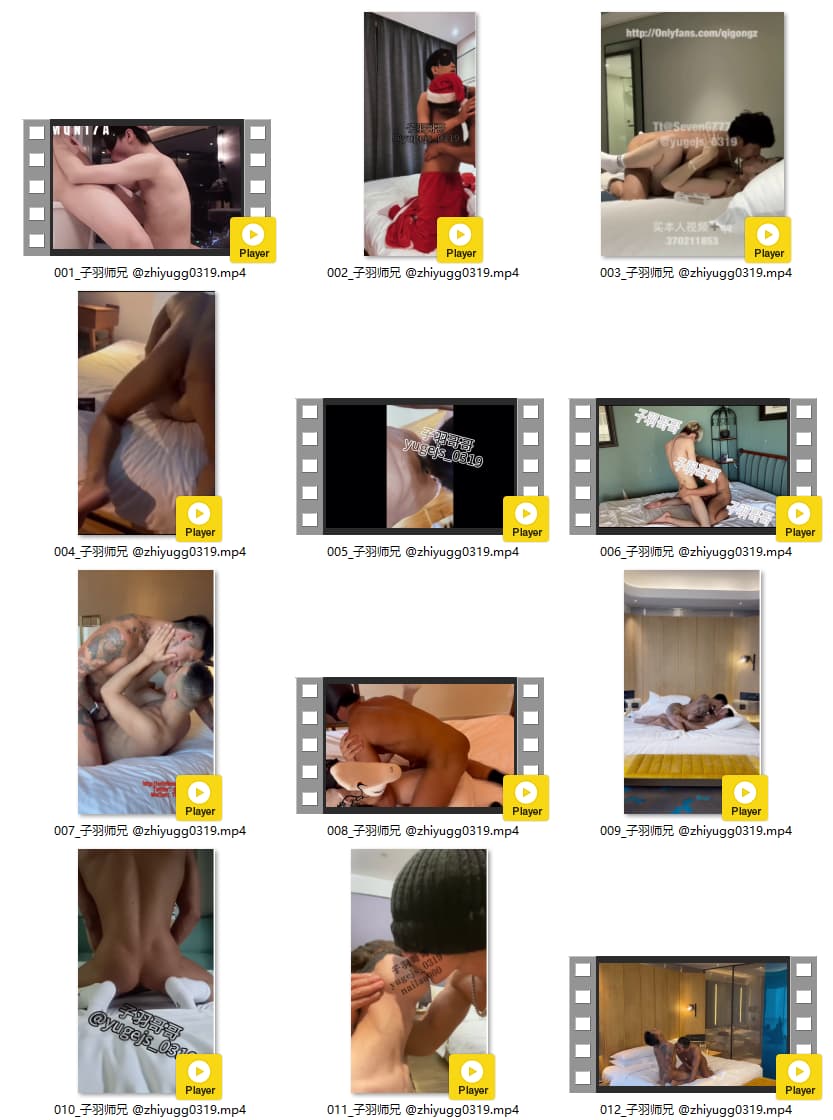 MUNI7A.
子羽哥哥
@yugejs_0319
http://Onlyfans.com/qigongz
Tt@Seven6777
@yugejs_0319
370211653
Player
Player
Player
001_子羽师兄 @zhiyugg0319.mp4
002_子羽师兄 @zhiyugg0319.mp4
003_子羽师兄 @zhiyugg0319.mp4
子羽哥哥
yugejs_0319
子羽哥哥
子羽哥哥
子羽哥哥
Player
Player
Player
004_子羽师兄 @zhiyugg0319.mp4
005_子羽师兄 @zhiyugg0319.mp4
006_子羽师兄 @zhiyugg0319.mp4
Player
Player
Player
007_子羽师兄 @zhiyugg0319.mp4
008_子羽师兄 @zhiyugg0319.mp4
009_子羽师兄 @zhiyugg0319.mp4
子羽哥哥
@yugejs_03
子羽哥哥
yugejs_0319
Player
Player
Player
010_子羽师兄 @zhiyugg0319.mp4
011_子羽师兄 @zhiyugg0319.mp4
012_子羽师兄 @zhiyugg0319.mp4